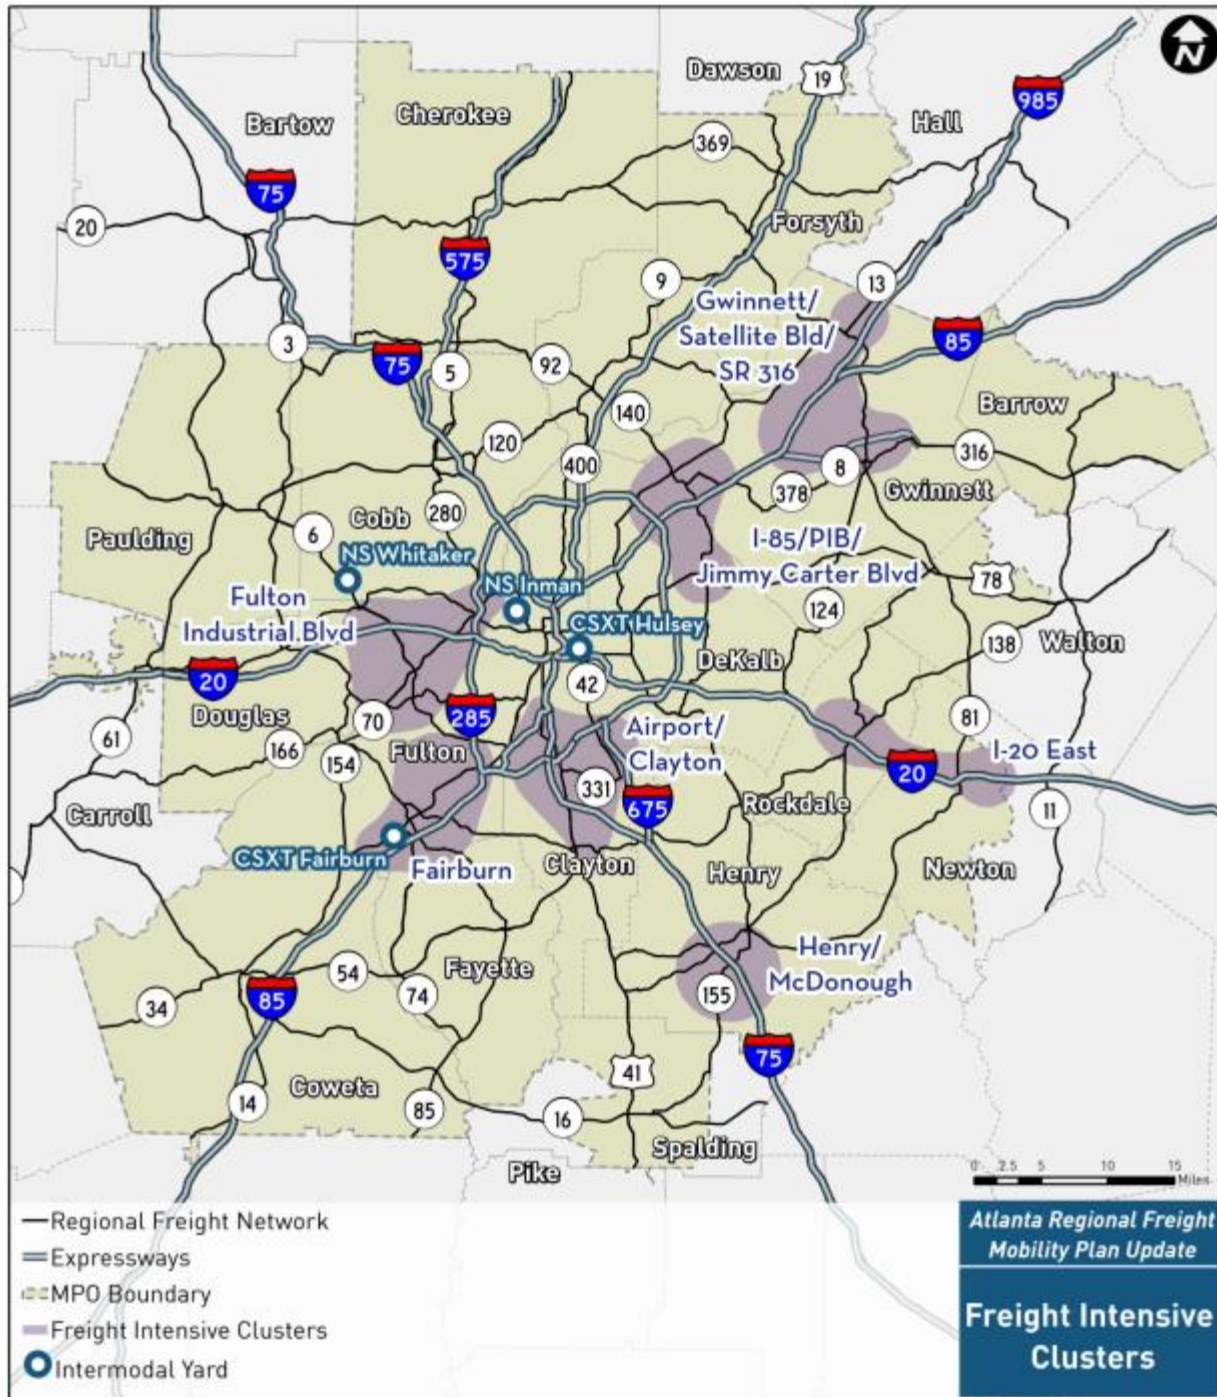 N
Dawson
19
985
Hall
Bartow
Cherokee
369
75
20
Forsyth
575
9
13
Gwinnett/
Satellite Bld/
SR 316
85
3
75
5
92
Barrow
140
120
400
316
8
378
Gwinnett
280
Cobb
6
Paulding
I-85/PIB/
Jimmy Carter Blvd
NS Whitaker
NS Inman
78
Fulton
Industrial Blvd
124
CSXT Hulsey
138
Walton
DeKalb
20
42
Douglas
70
285
81
61
166
154
Fulton
Airport/
Clayton
I-20 East
20
331
675
Rockdale
11
Carroll
CSXT Fairburn
Fairburn
Clayton
Henry
Newton
Henry/
McDonough
54
Fayette
34
85
74
155
75
41
Coweta
14
85
16
Spalding
Pike
0 2.5 5 10 15
Miles
Regional Freight Network
Expressways
MPO Boundary
Freight Intensive Clusters
Intermodal Yard
Atlanta Regional Freight
Mobility Plan Update
Freight Intensive
Clusters